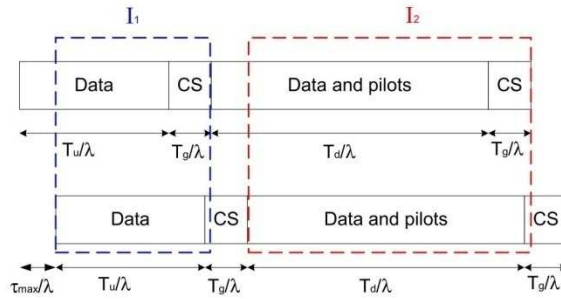 I₁ I₂
Data CS Data and pilots CS
Tᵤ/λ T_g/λ T_d/λ T_g/λ
Data CS Data and pilots CS
τ_max/λ Tᵤ/λ T_g/λ T_d/λ T_g/λ